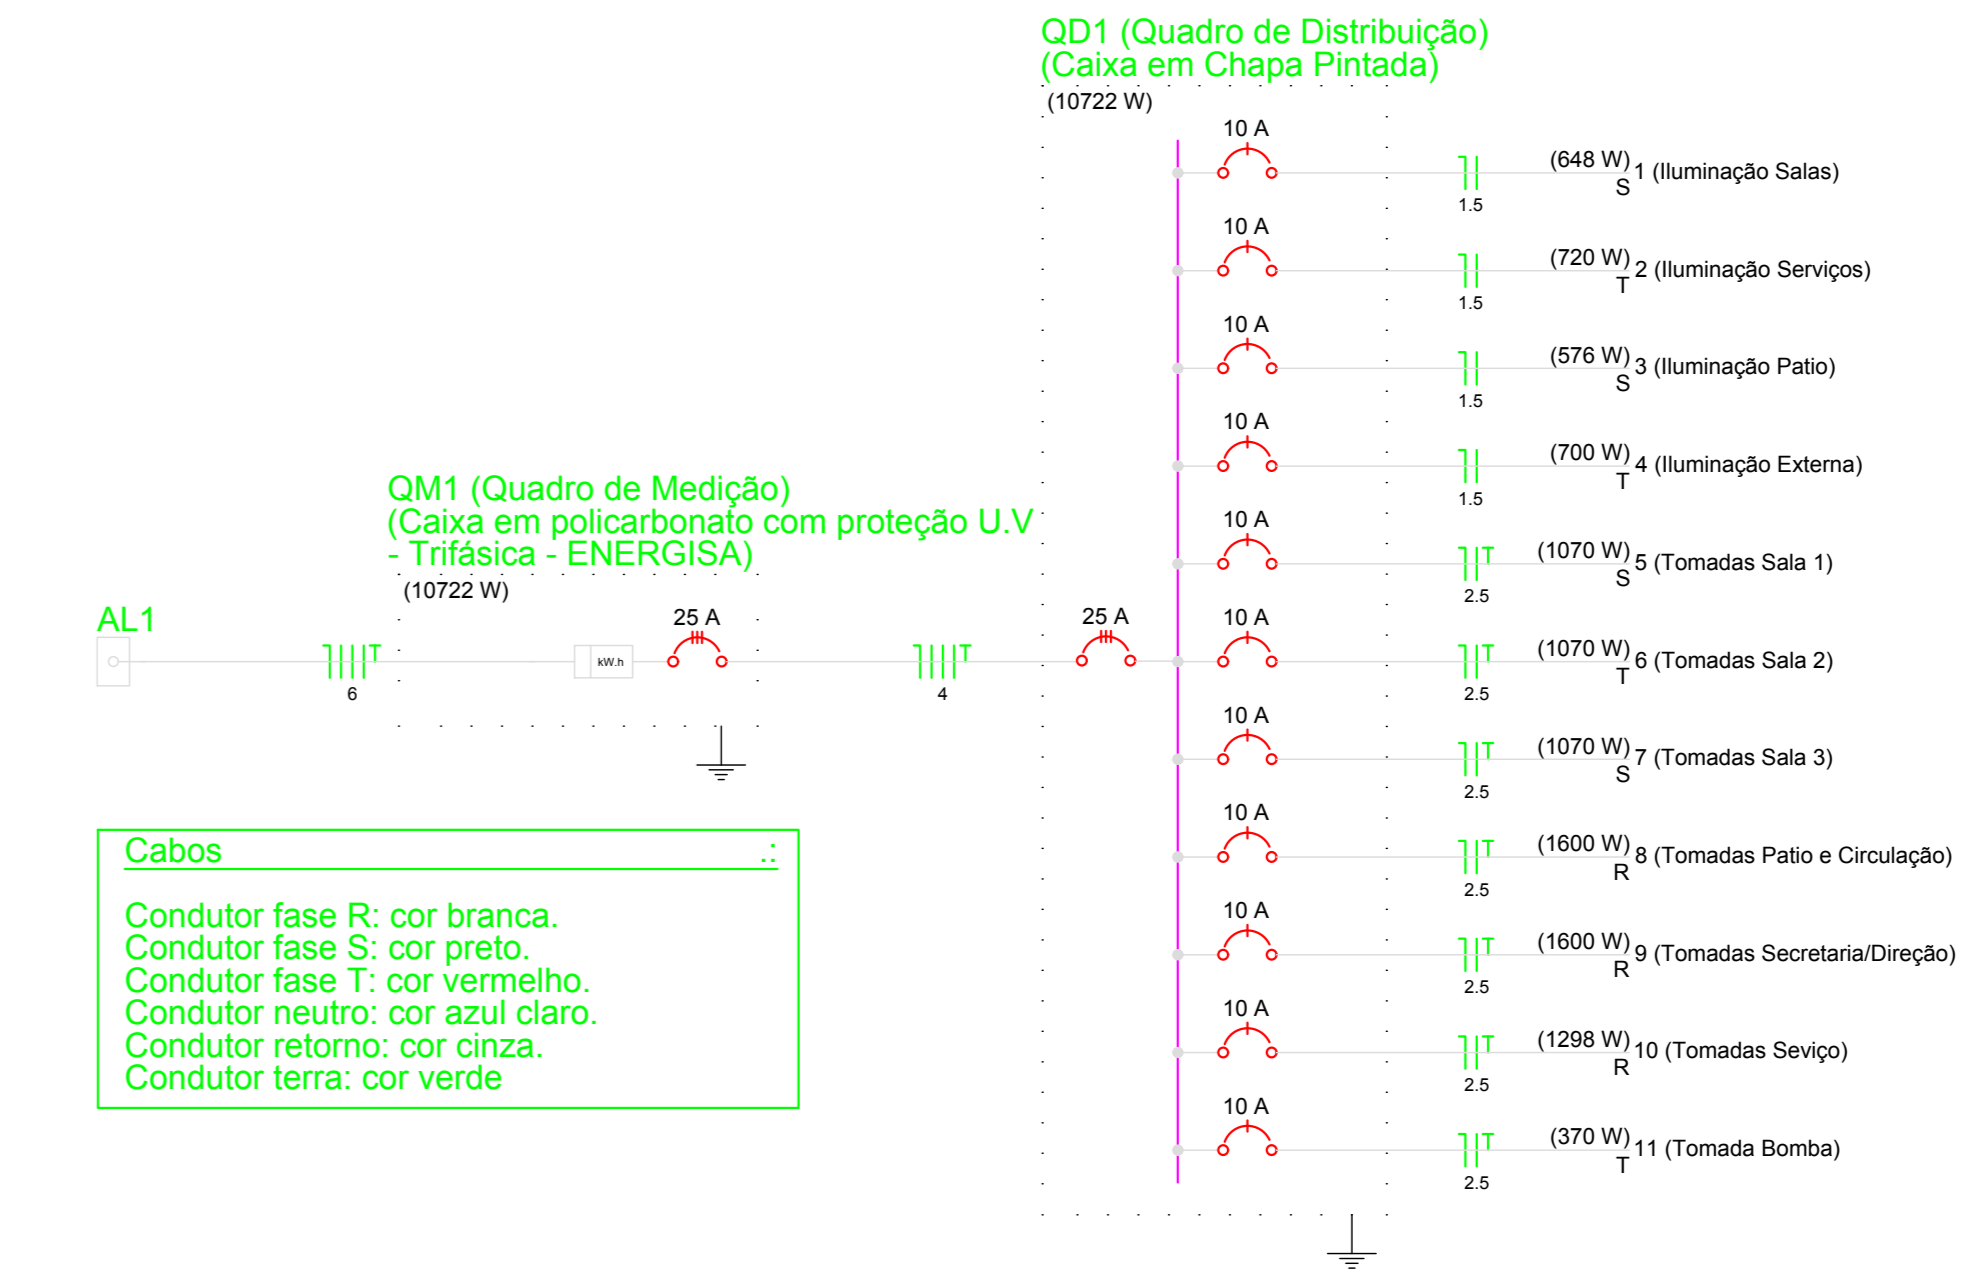 QD1 (Quadro de Distribuição)
(Caixa em Chapa Pintada)
(10722 W)
10 A
(648 W)
S
1 (Iluminação Salas)
1.5
10 A
(720 W)
T
2 (Iluminação Serviços)
1.5
10 A
(576 W)
S
3 (Iluminação Patio)
1.5
10 A
(700 W)
T
4 (Iluminação Externa)
1.5
10 A
(1070 W)
S
5 (Tomadas Sala 1)
2.5
10 A
(1070 W)
T
6 (Tomadas Sala 2)
2.5
10 A
(1070 W)
S
7 (Tomadas Sala 3)
2.5
10 A
(1600 W)
R
8 (Tomadas Patio e Circulação)
2.5
10 A
(1600 W)
R
9 (Tomadas Secretaria/Direção)
2.5
10 A
(1298 W)
R
10 (Tomadas Seviço)
2.5
10 A
(370 W)
T
11 (Tomada Bomba)
2.5
QM1 (Quadro de Medição)
(Caixa em policarbonato com proteção U.V
- Trifásica - ENERGISA)
(10722 W)
AL1
6
kW.h
25 A
4
25 A
Cabos .:
Condutor fase R: cor branca.
Condutor fase S: cor preto.
Condutor fase T: cor vermelho.
Condutor neutro: cor azul claro.
Condutor retorno: cor cinza.
Condutor terra: cor verde